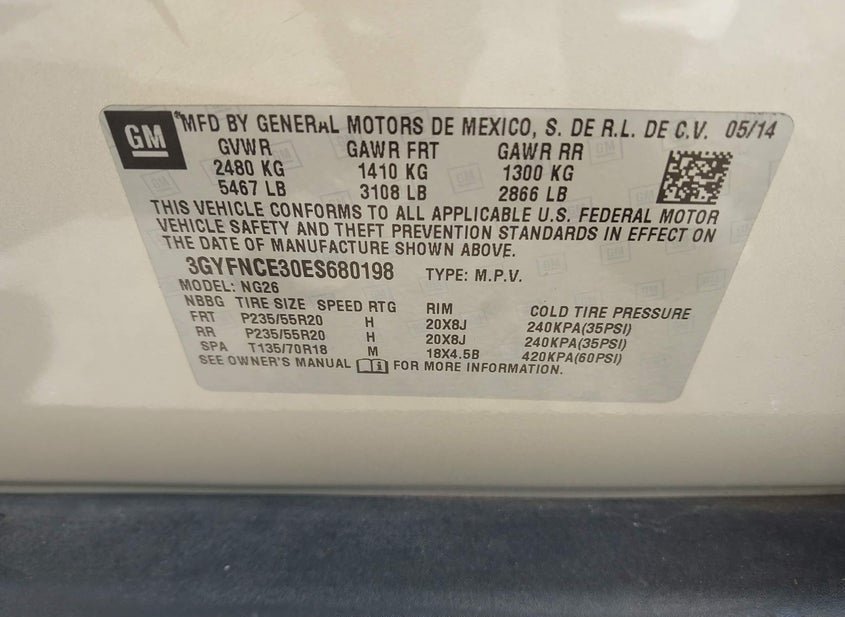 GM
MFD BY GENERAL MOTORS DE MEXICO, S. DE R.L. DE C.V. 05/14
GVWR GAWR FRT GAWR RR
2480 KG 1410 KG 1300 KG
5467 LB 3108 LB 2866 LB
THIS VEHICLE CONFORMS TO ALL APPLICABLE U.S. FEDERAL MOTOR
VEHICLE SAFETY AND THEFT PREVENTION STANDARDS IN EFFECT ON
THE DATE OF MANUFACTURE SHOWN ABOVE.
3GYFNCE30ES680198 TYPE: M.P.V.
MODEL: NG26
NBBG TIRE SIZE SPEED RTG RIM COLD TIRE PRESSURE
FRT P235/55R20 H 20X8J 240KPA(35PSI)
RR P235/55R20 H 20X8J 240KPA(35PSI)
SPA T135/70R18 M 18X4.5B 420KPA(60PSI)
SEE OWNER'S MANUAL FOR MORE INFORMATION.